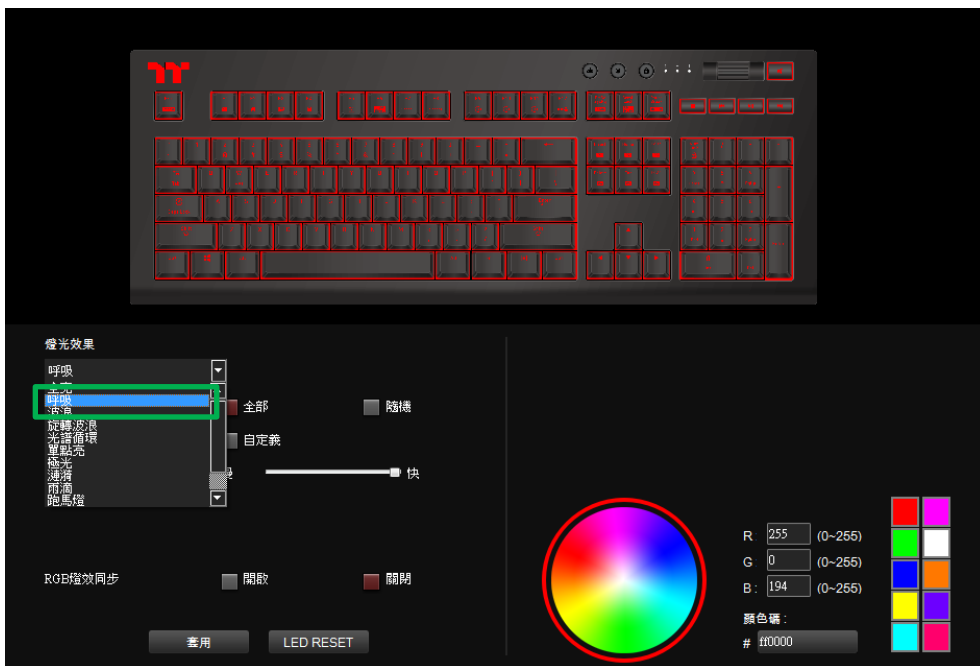 燈光效果
呼吸
全亮
呼吸
波浪
旋轉波浪
光譜循環
單點亮
極光
漣漪
雨滴
跑馬燈
全部
隨機
自定義
快
RGB燈效同步
開啟
關閉
套用
LED RESET
R 255 (0~255)
G 0 (0~255)
B: 194 (0~255)
顏色碼:
# ff0000